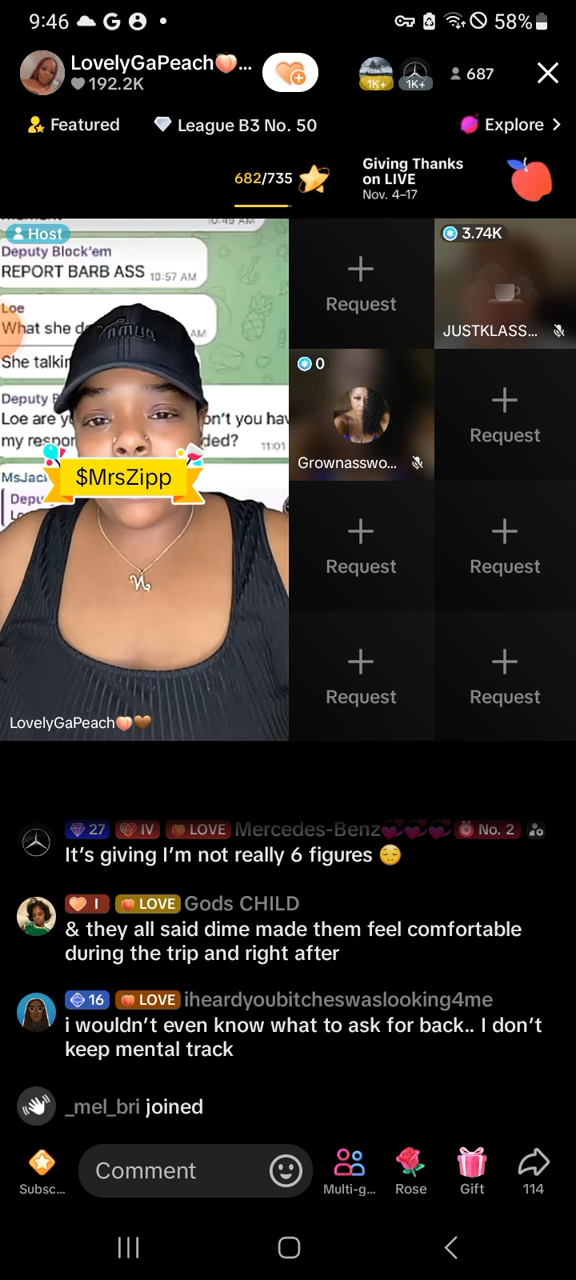 9:46
58%
LovelyGaPeach🍑...
192.2K
1K+
1K+
687
Featured
League B3 No. 50
Explore
682/735
Giving Thanks
on LIVE
Nov. 4–17
Host
Deputy Block'em
REPORT BARB ASS 10:57 AM
Loe
What she
AM
She talkin
Deputy
Loe are
on't you hav
my respon
ded?
11:01
MsJack
$MrsZipp
LovelyGaPeach🍑🤎
Request
3.74K
JUSTKLASS...
0
Grownasswo...
Request
Request
Request
Request
Request
27 IV LOVE Mercedes-Benz💞💞💞 No. 2
It's giving I'm not really 6 figures 😌
I LOVE Gods CHILD
& they all said dime made them feel comfortable
during the trip and right after
16 LOVE iheardyoubitcheswaslooking4me
i wouldn't even know what to ask for back.. I don't
keep mental track
_mel_bri joined
Comment
Subsc...
Multi-g...
Rose
Gift
114